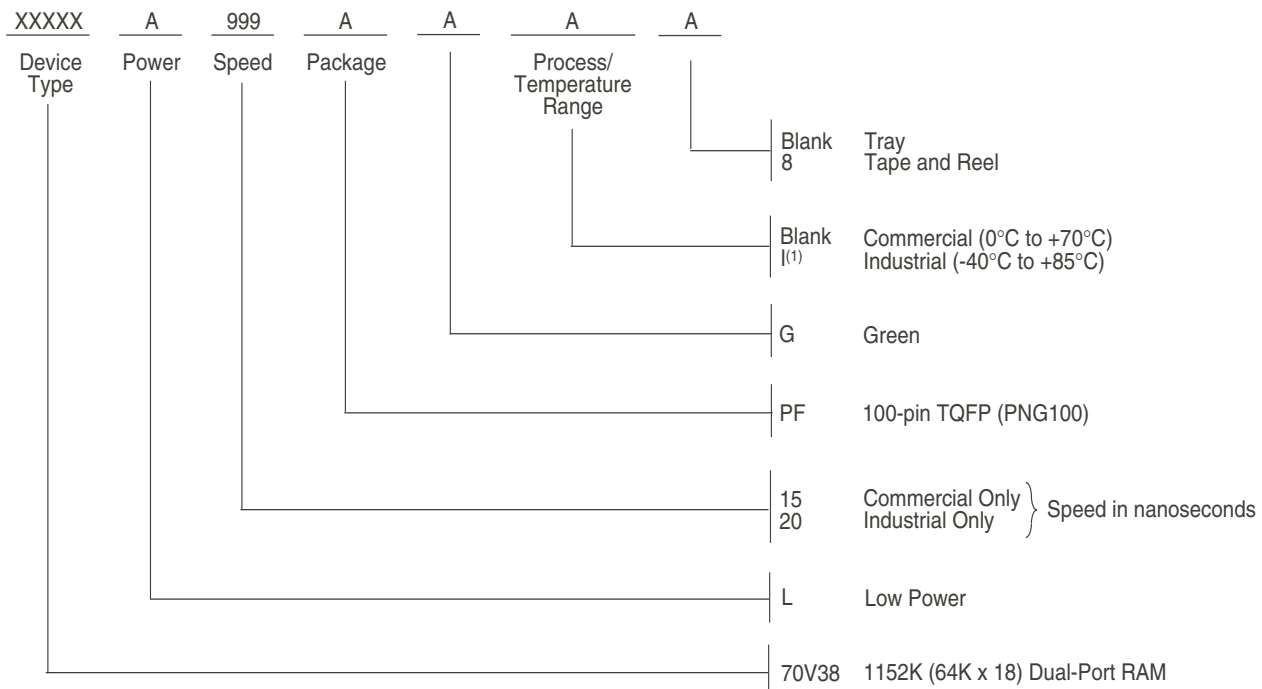 XXXXX A 999 A A A A
Device Type
Power
Speed
Package
Process/
Temperature
Range
Blank Tray
8 Tape and Reel
Blank Commercial (0°C to +70°C)
I(1) Industrial (-40°C to +85°C)
G Green
PF 100-pin TQFP (PNG100)
15 Commercial Only
20 Industrial Only
Speed in nanoseconds
L Low Power
70V38 1152K (64K x 18) Dual-Port RAM